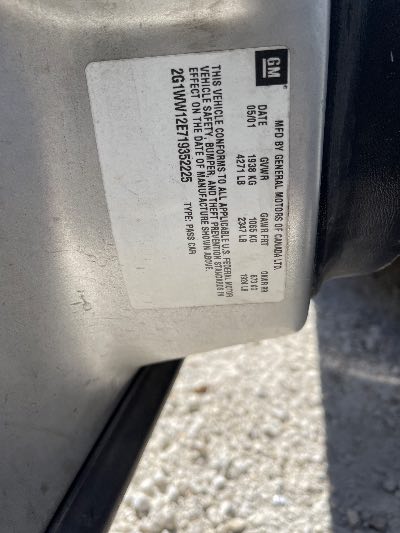 GM
MFD BY GENERAL MOTORS OF CANADA LTD.
DATE GVWR GAWR FRT GAWR RR
05/01 1938 KG 1065 KG 873 KG
4271 LB 2347 LB 1924 LB
THIS VEHICLE CONFORMS TO ALL APPLICABLE U.S. FEDERAL MOTOR
VEHICLE SAFETY, BUMPER, AND THEFT PREVENTION STANDARDS IN
EFFECT ON THE DATE OF MANUFACTURE SHOWN ABOVE.
2G1WW12E719352225 TYPE: PASS CAR